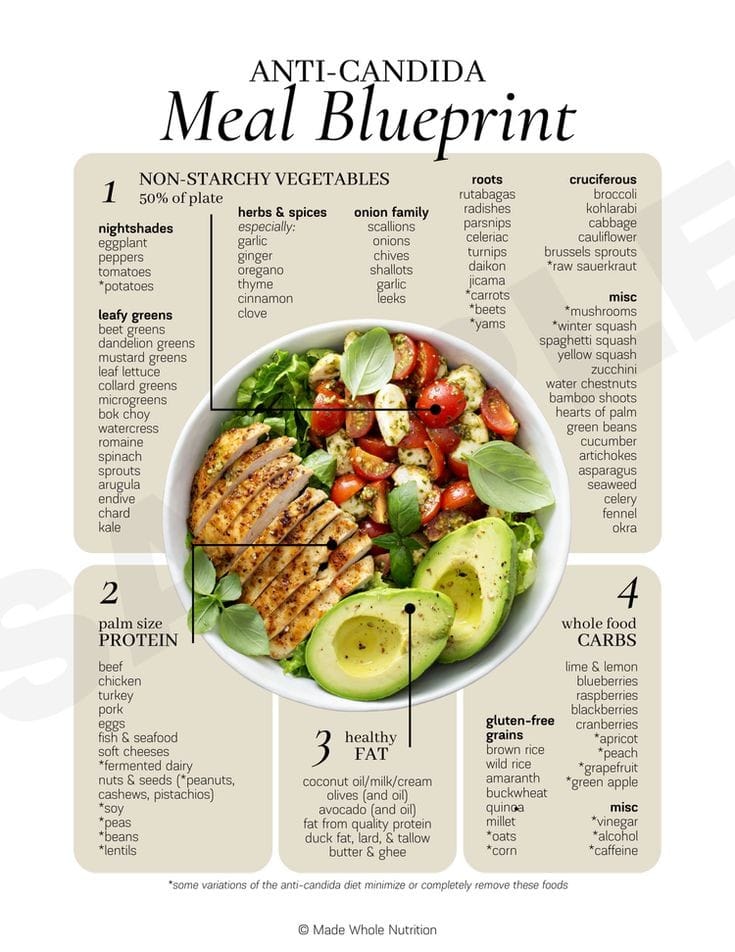 ANTI-CANDIDA
Meal Blueprint
1
NON-STARCHY VEGETABLES
50% of plate
nightshades
eggplant
peppers
tomatoes
*potatoes
leafy greens
beet greens
dandelion greens
mustard greens
leaf lettuce
collard greens
microgreens
bok choy
watercress
romaine
spinach
sprouts
arugula
endive
chard
kale
herbs & spices
especially:
garlic
ginger
oregano
thyme
cinnamon
clove
onion family
scallions
onions
chives
shallots
garlic
leeks
roots
rutabagas
radishes
parsnips
celeriac
turnips
daikon
jicama
*carrots
*beets
*yams
cruciferous
broccoli
kohlarabi
cabbage
cauliflower
brussels sprouts
*raw sauerkraut
misc
*mushrooms
*winter squash
spaghetti squash
yellow squash
zucchini
water chestnuts
bamboo shoots
hearts of palm
green beans
cucumber
artichokes
asparagus
seaweed
celery
fennel
okra
2
palm size
PROTEIN
beef
chicken
turkey
pork
eggs
fish & seafood
soft cheeses
*fermented dairy
nuts & seeds (*peanuts,
cashews, pistachios)
*soy
*peas
*beans
*lentils
3
healthy
FAT
coconut oil/milk/cream
olives (and oil)
avocado (and oil)
fat from quality protein
duck fat, lard, & tallow
butter & ghee
4
whole food
CARBS
gluten-free
grains
brown rice
wild rice
amaranth
buckwheat
quinoa
millet
*oats
*corn
lime & lemon
blueberries
raspberries
blackberries
cranberries
*apricot
*peach
*grapefruit
*green apple
misc
*vinegar
*alcohol
*caffeine
*some variations of the anti-candida diet minimize or completely remove these foods
© Made Whole Nutrition
SAMPLE